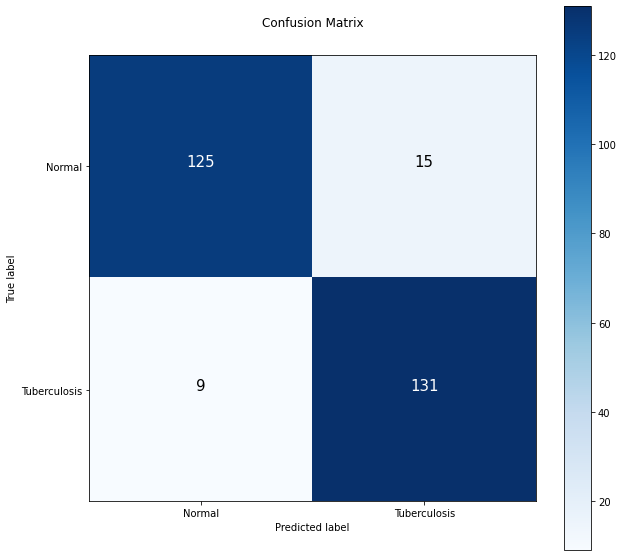 Confusion Matrix
120
100
80
60
40
20
Normal
Tuberculosis
True label
125
15
9
131
Normal
Tuberculosis
Predicted label